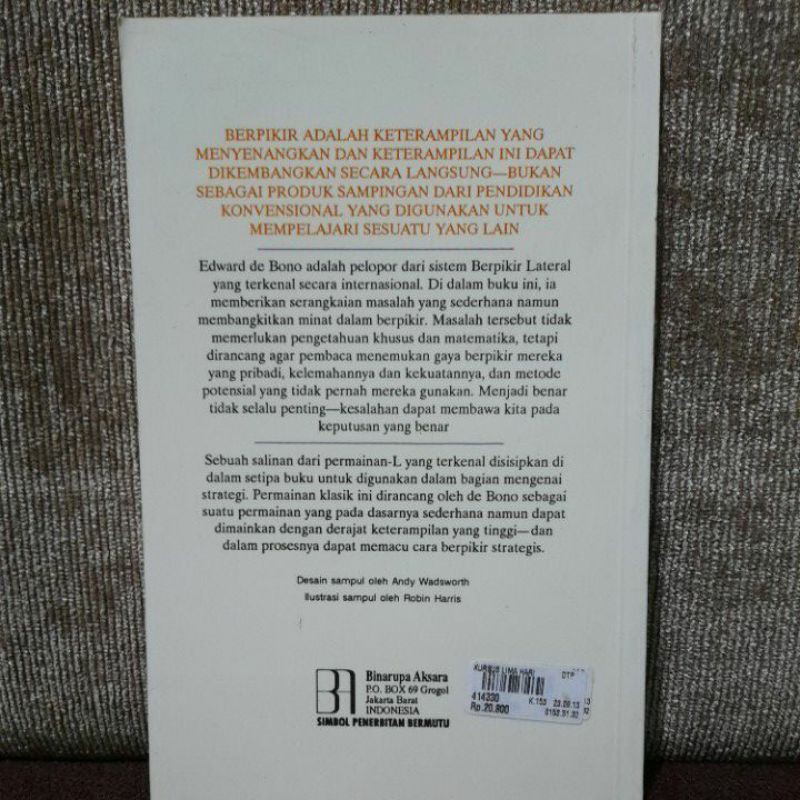 BERPIKIR ADALAH KETERAMPILAN YANG
MENYENANGKAN DAN KETERAMPILAN INI DAPAT
DIKEMBANGKAN SECARA LANGSUNG—BUKAN
SEBAGAI PRODUK SAMPINGAN DARI PENDIDIKAN
KONVENSIONAL YANG DIGUNAKAN UNTUK
MEMPELAJARI SESUATU YANG LAIN
Edward de Bono adalah pelopor dari sistem Berpikir Lateral
yang terkenal secara internasional. Di dalam buku ini, ia
memberikan serangkaian masalah yang sederhana namun
membangkitkan minat dalam berpikir. Masalah tersebut tidak
memerlukan pengetahuan khusus dan matematika, tetapi
dirancang agar pembaca menemukan gaya berpikir mereka
yang pribadi, kelemahannya dan kekuatannya, dan metode
potensial yang tidak pernah mereka gunakan. Menjadi benar
tidak selalu penting—kesalahan dapat membawa kita pada
keputusan yang benar
Sebuah salinan dari permainan-L yang terkenal disisipkan di
dalam setipa buku untuk digunakan dalam bagian mengenai
strategi. Permainan klasik ini dirancang oleh de Bono sebagai
suatu permainan yang pada dasarnya sederhana namun dapat
dimainkan dengan derajat keterampilan yang tinggi—dan
dalam prosesnya dapat memacu cara berpikir strategis.
Desain sampul oleh Andy Wadsworth
Ilustrasi sampul oleh Robin Harris
BA
Binarupa Aksara
P.O. BOX 69 Grogol
Jakarta Barat
INDONESIA
SIMBOL PENERBITAN BERMUTU
KURSUS LIMA HARI
414330
K.153
Rp.20.800